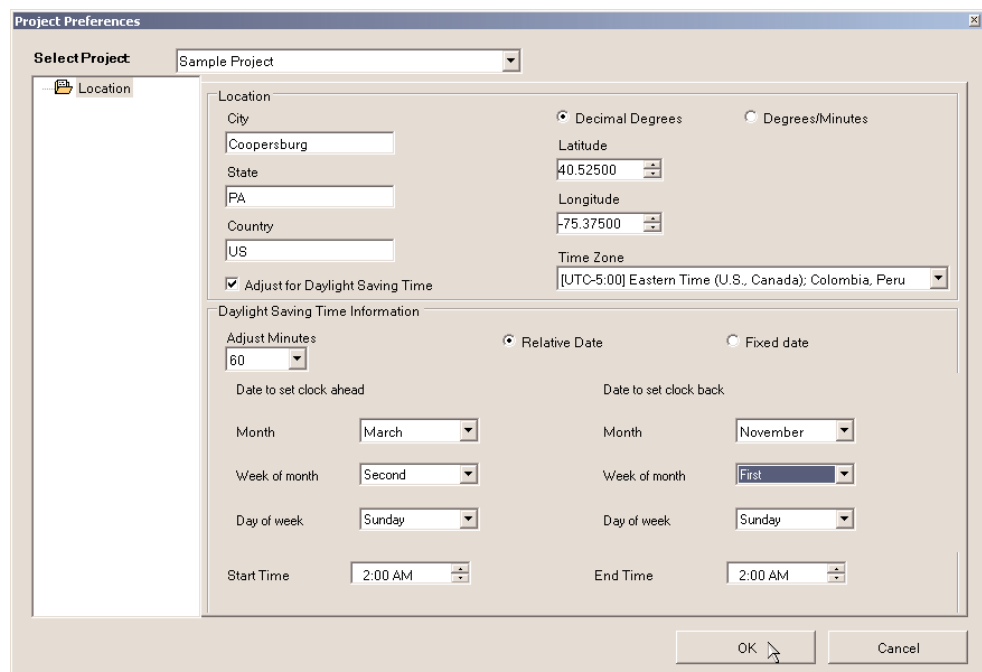 Project Preferences
Select Project:
Sample Project
Location
Location
City
Coopersburg
State
PA
Country
US
Adjust for Daylight Saving Time
Decimal Degrees
Degrees/Minutes
Latitude
40.52500
Longitude
-75.37500
Time Zone
[UTC-5:00] Eastern Time (U.S., Canada); Colombia, Peru
Daylight Saving Time Information
Adjust Minutes
60
Relative Date
Fixed date
Date to set clock ahead
Month
March
Week of month
Second
Day of week
Sunday
Start Time
2:00 AM
Date to set clock back
Month
November
Week of month
First
Day of week
Sunday
End Time
2:00 AM
OK
Cancel